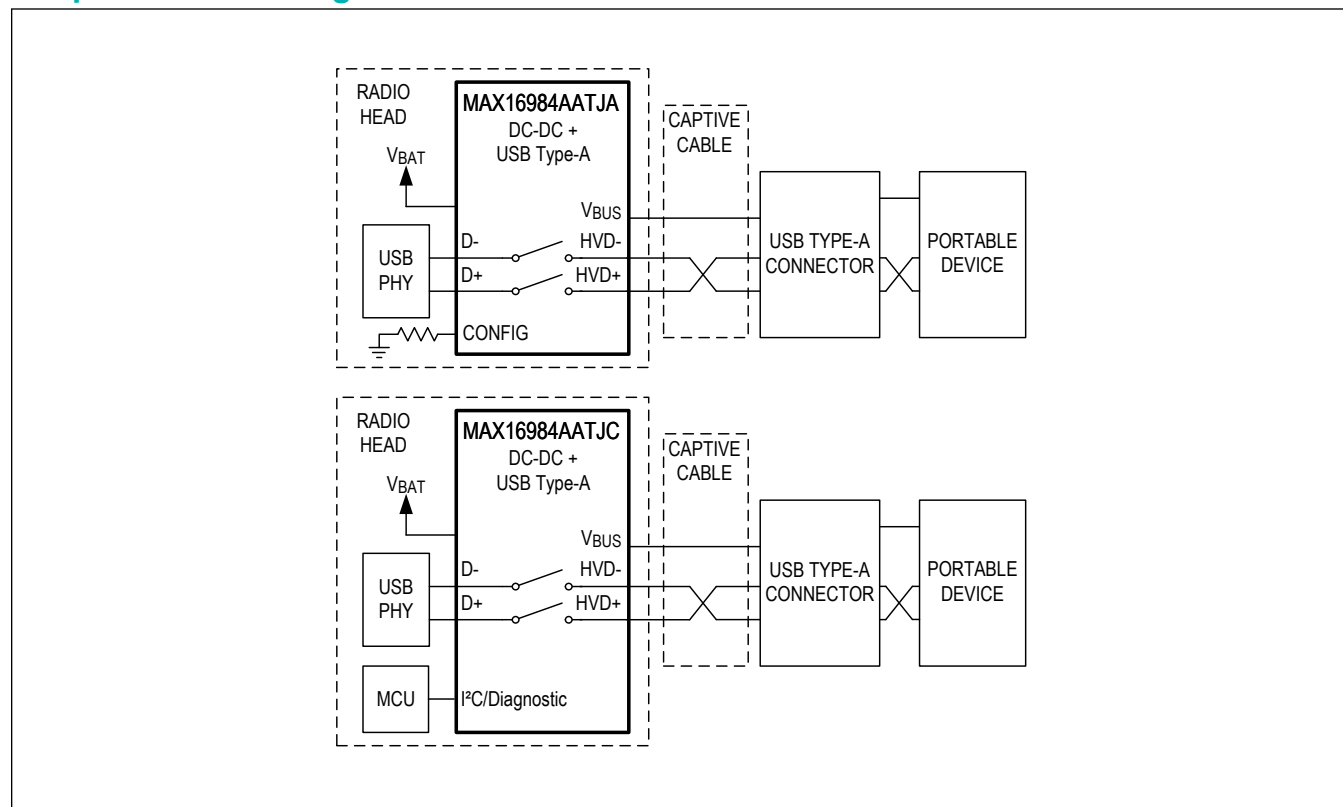 RADIO
HEAD
MAX16984AATJA
DC-DC +
USB Type-A
CAPTIVE
CABLE
VBAT
VBUS
D-
HVD-
D+
HVD+
USB
PHY
CONFIG
USB TYPE-A
CONNECTOR
PORTABLE
DEVICE
RADIO
HEAD
MAX16984AATJC
DC-DC +
USB Type-A
CAPTIVE
CABLE
VBAT
VBUS
D-
HVD-
D+
HVD+
USB
PHY
USB TYPE-A
CONNECTOR
PORTABLE
DEVICE
MCU
I²C/Diagnostic